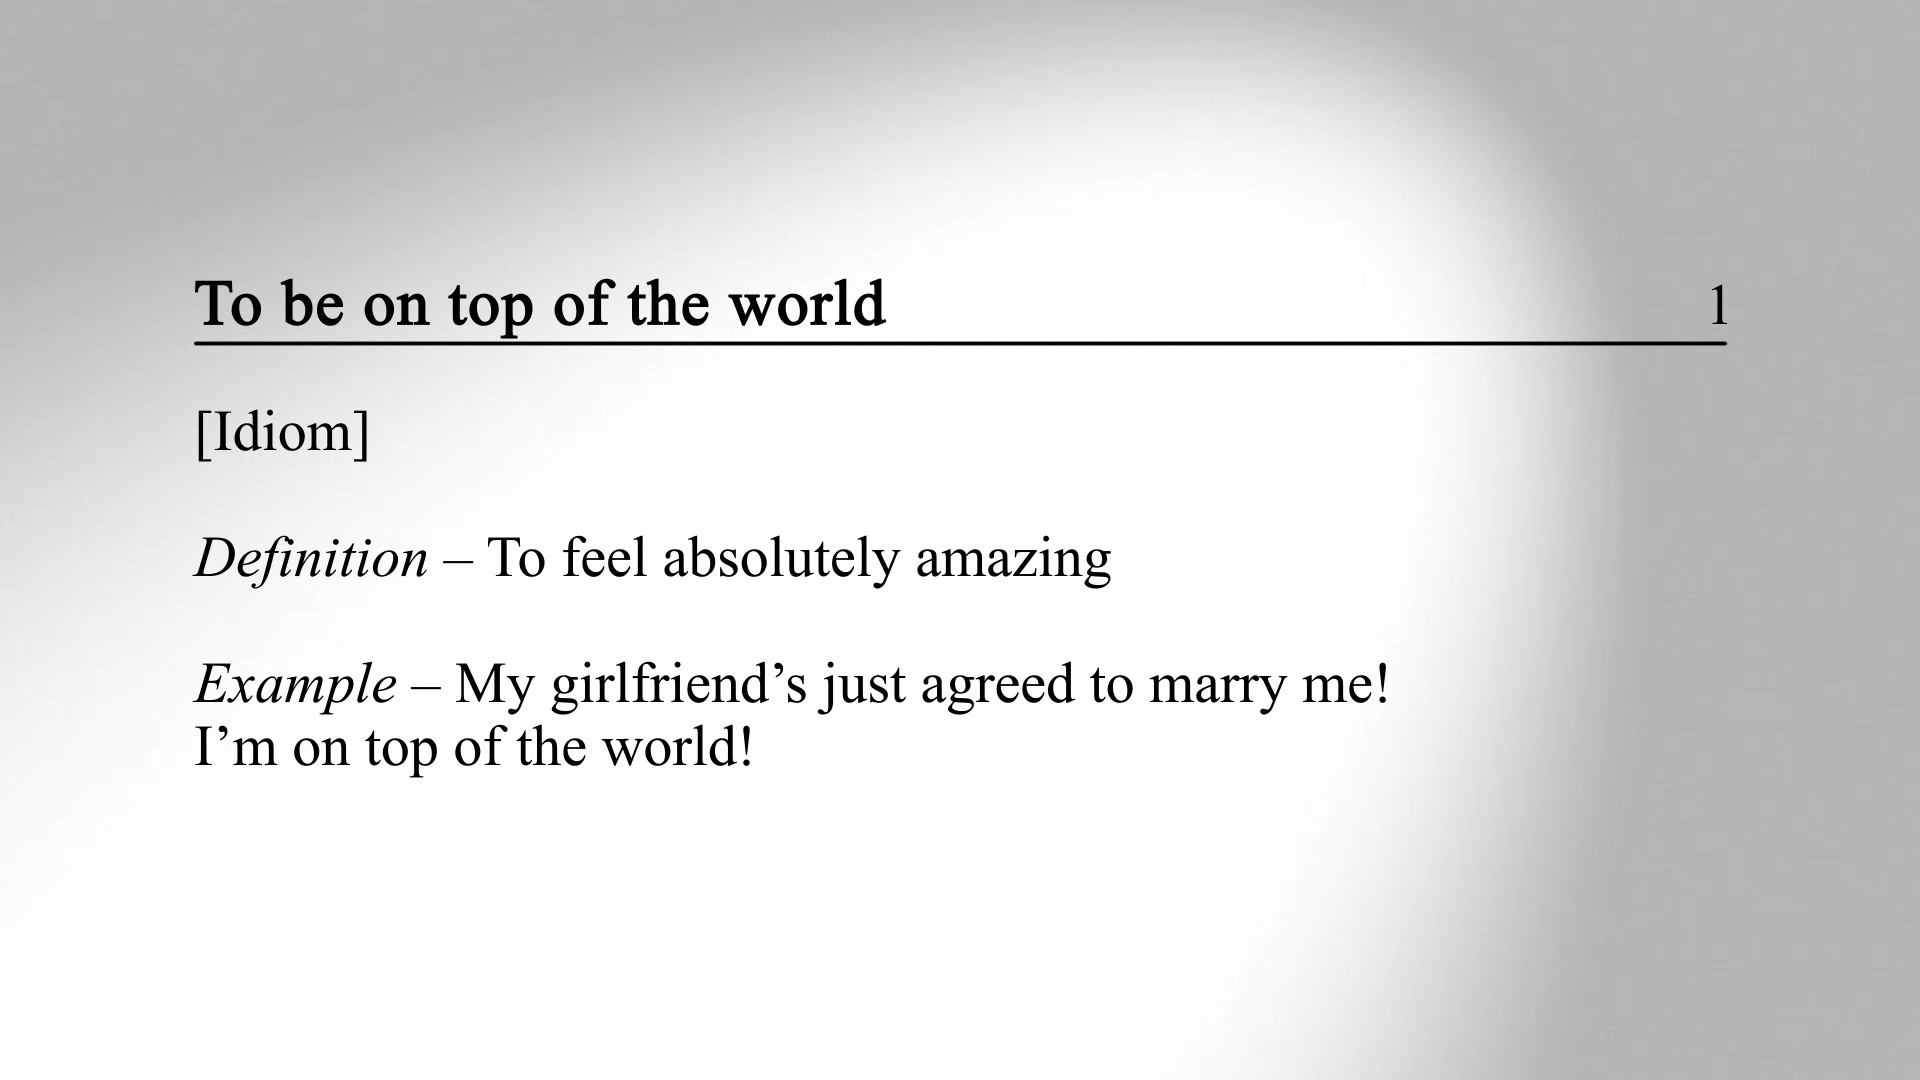 To be on top of the world 1
[Idiom]
Definition – To feel absolutely amazing
Example – My girlfriend’s just agreed to marry me!
I’m on top of the world!